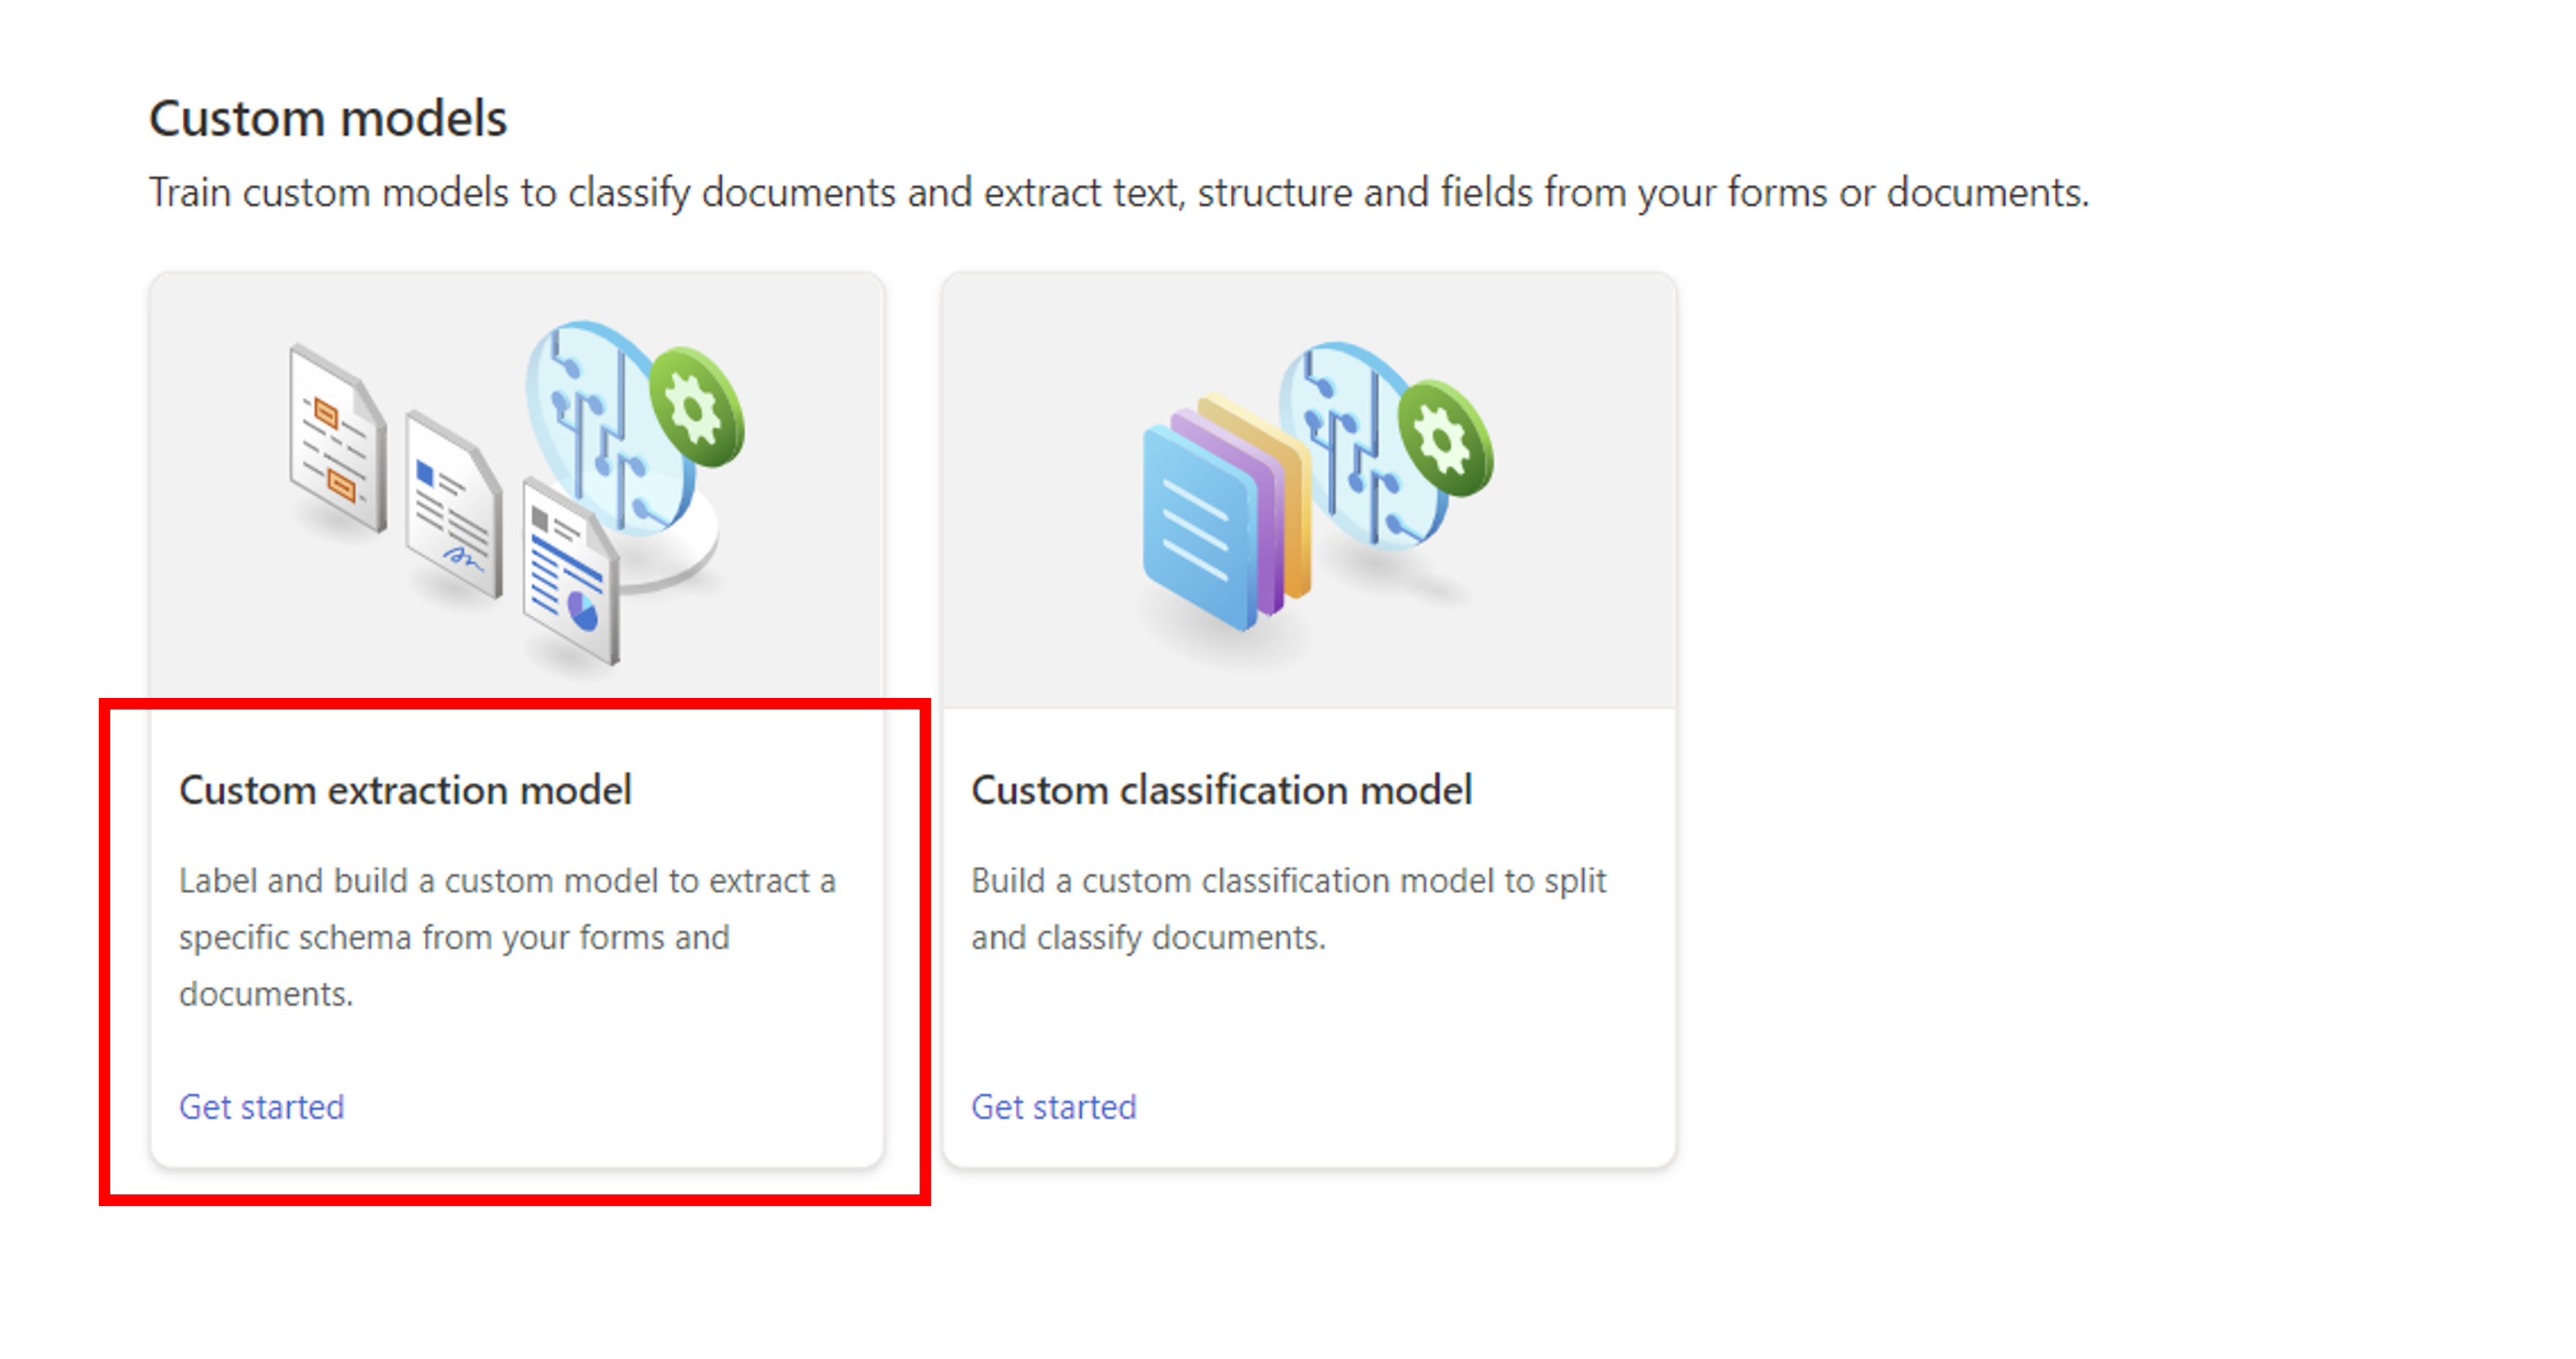 Custom models
Train custom models to classify documents and extract text, structure and fields from your forms or documents.
Custom extraction model
Label and build a custom model to extract a
specific schema from your forms and
documents.
Get started
Custom classification model
Build a custom classification model to split
and classify documents.
Get started